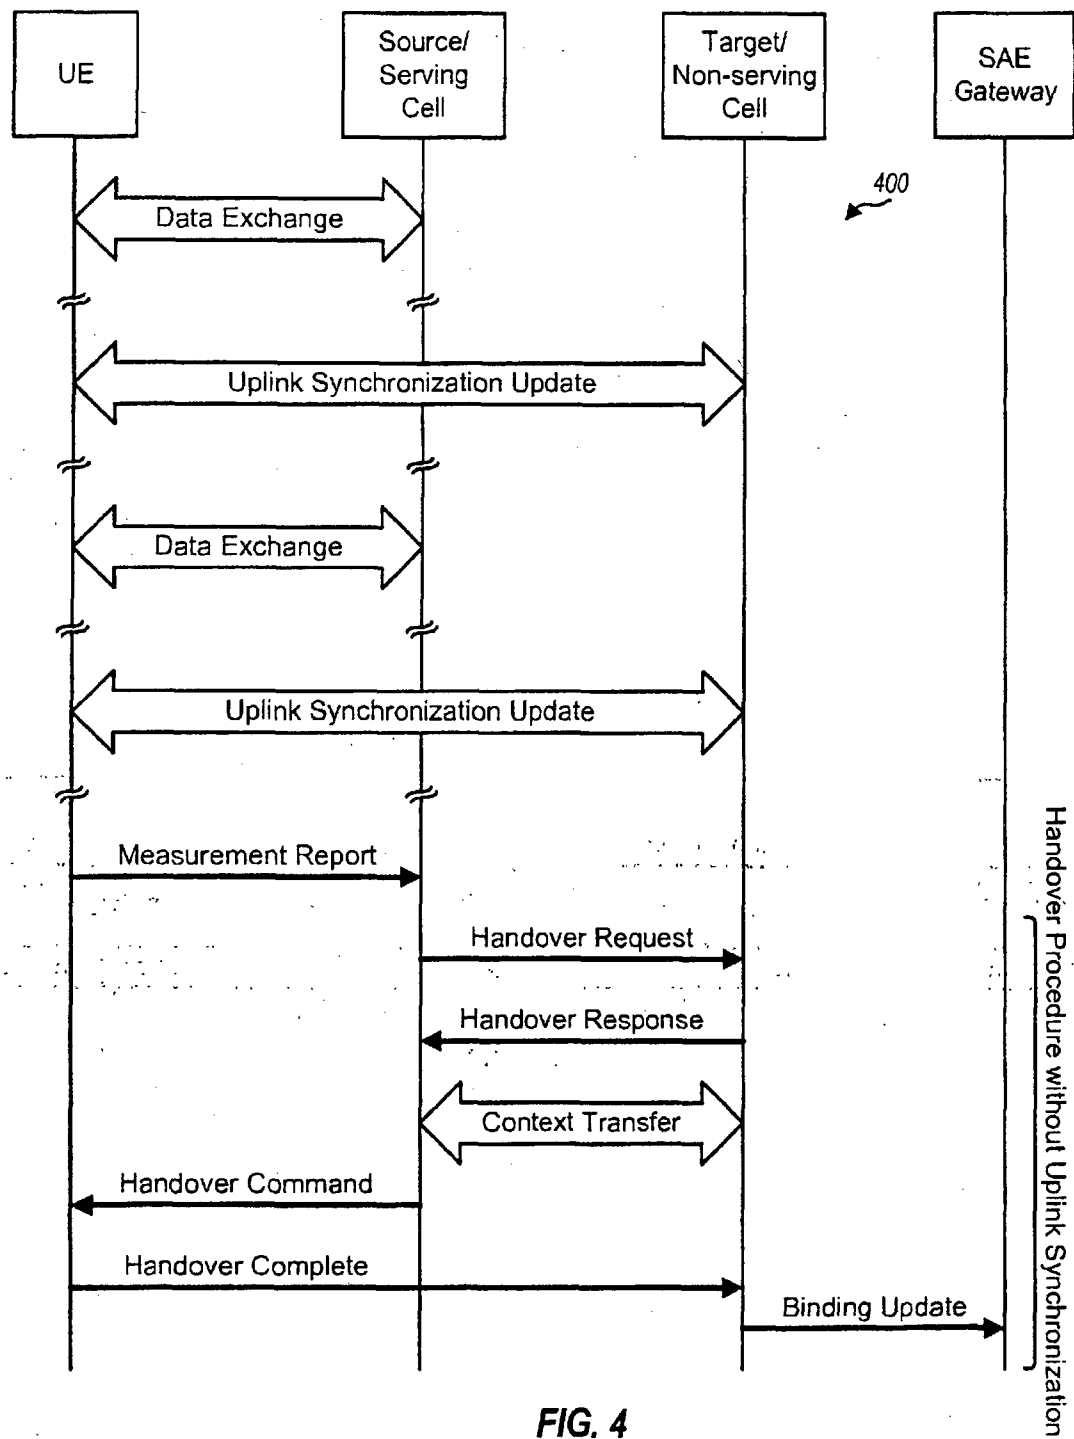 UE
Source/
Serving
Cell
Target/
Non-serving
Cell
SAE
Gateway
400
Data Exchange
Uplink Synchronization Update
Data Exchange
Uplink Synchronization Update
Measurement Report
Handover Request
Handover Response
Context Transfer
Handover Command
Handover Complete
Binding Update
Handover Procedure without Uplink Synchronization
FIG. 4